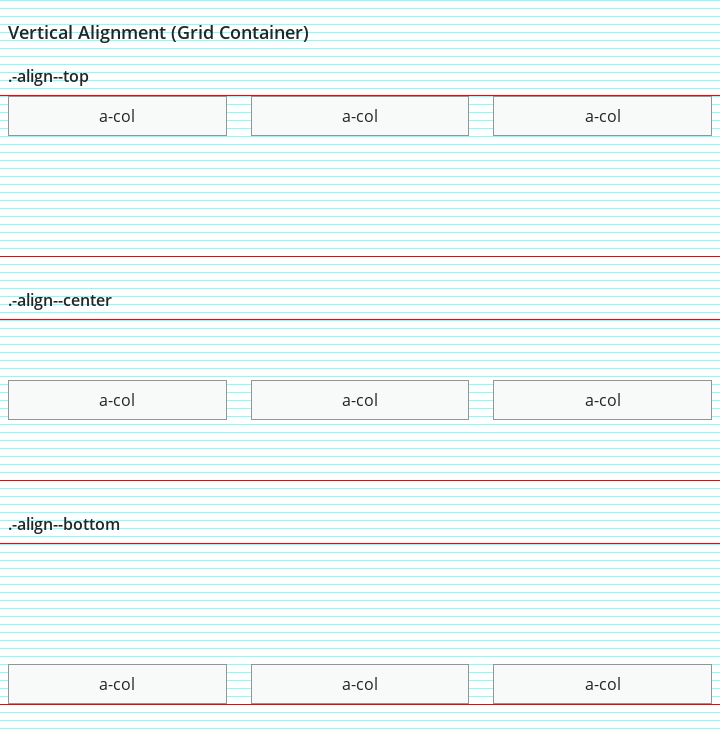 Vertical Alignment (Grid Container)
.-align--top
a-col a-col a-col
.-align--center
a-col a-col a-col
.-align--bottom
a-col a-col a-col